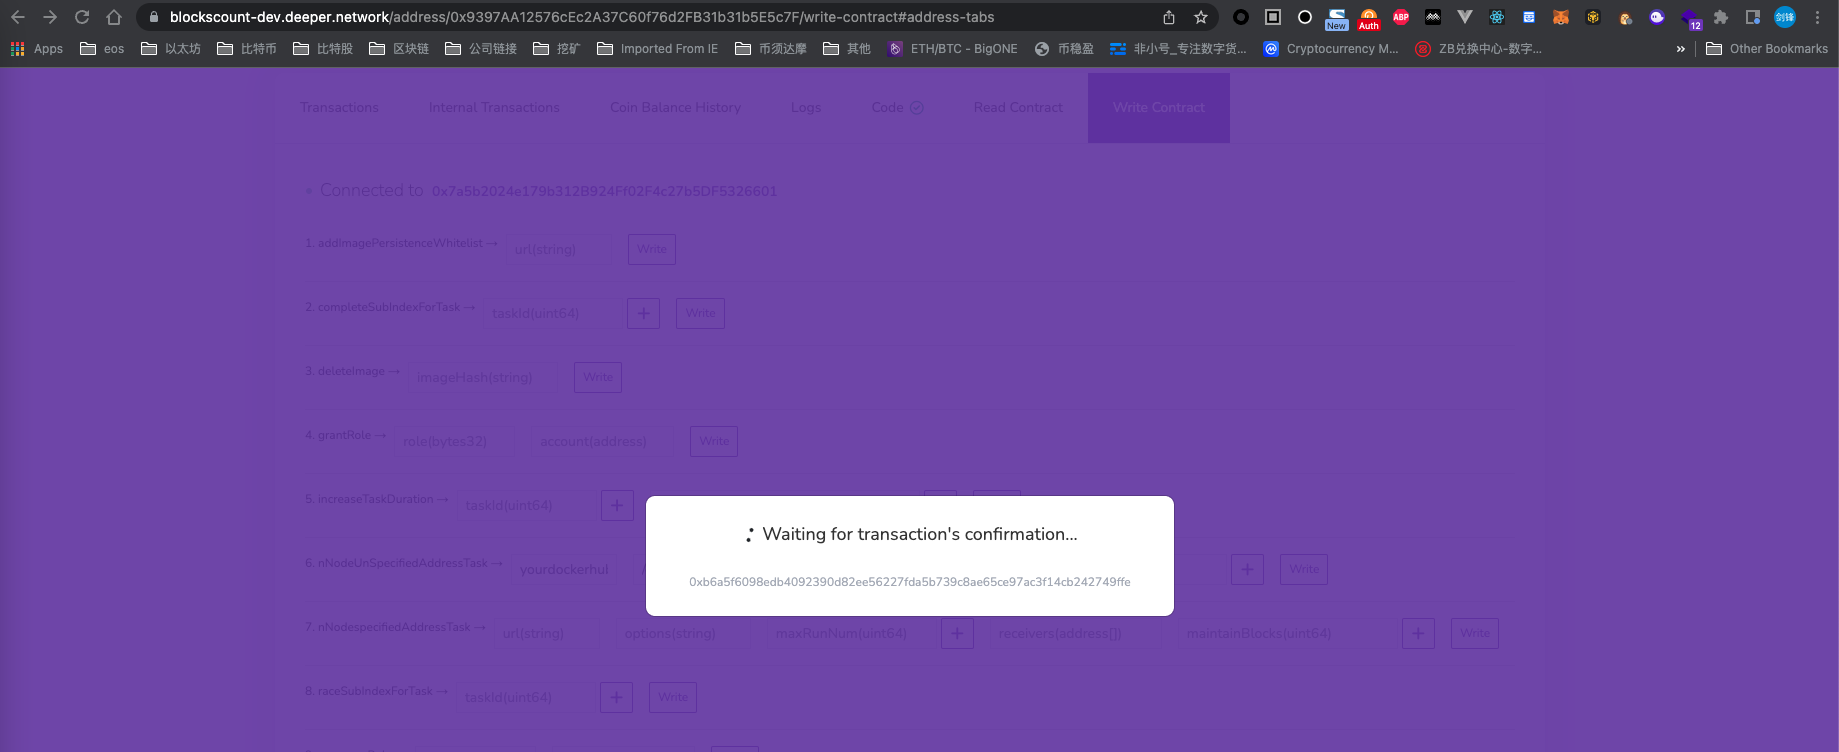 blockscount-dev.deeper.network/address/0x9397AA12576cEc2A37C60f76d2FB31b31b5E5c7F/write-contract#address-tabs
New Auth ABP 12 剑锋
Apps eos 以太坊 比特币 比特股 区块链 公司链接 挖矿 Imported From IE 币须达摩 其他 ETH/BTC - BigONE 币稳盈 非小号_专注数字货... Cryptocurrency M... ZB兑换中心-数字... » Other Bookmarks
Transactions Internal Transactions Coin Balance History Logs Code Read Contract Write Contract
Connected to 0x7a5b2024e179b312B924Ff02F4c27b5DF5326601
1. addImagePersistenceWhitelist → url(string) Write
2. completeSubIndexForTask → taskId(uint64) + Write
3. deleteImage → imageHash(string) Write
4. grantRole → role(bytes32) account(address) Write
5. increaseTaskDuration → taskId(uint64) +
Waiting for transaction's confirmation...
6. nNodeUnSpecifiedAddressTask → yourdockerhul + Write
0xb6a5f6098edb4092390d82ee56227fda5b739c8ae65ce97ac3f14cb242749ffe
7. nNodespecifiedAddressTask → url(string) options(string) maxRunNum(uint64) + receivers(address[]) maintainBlocks(uint64) + Write
8. raceSubIndexForTask → taskId(uint64) + Write